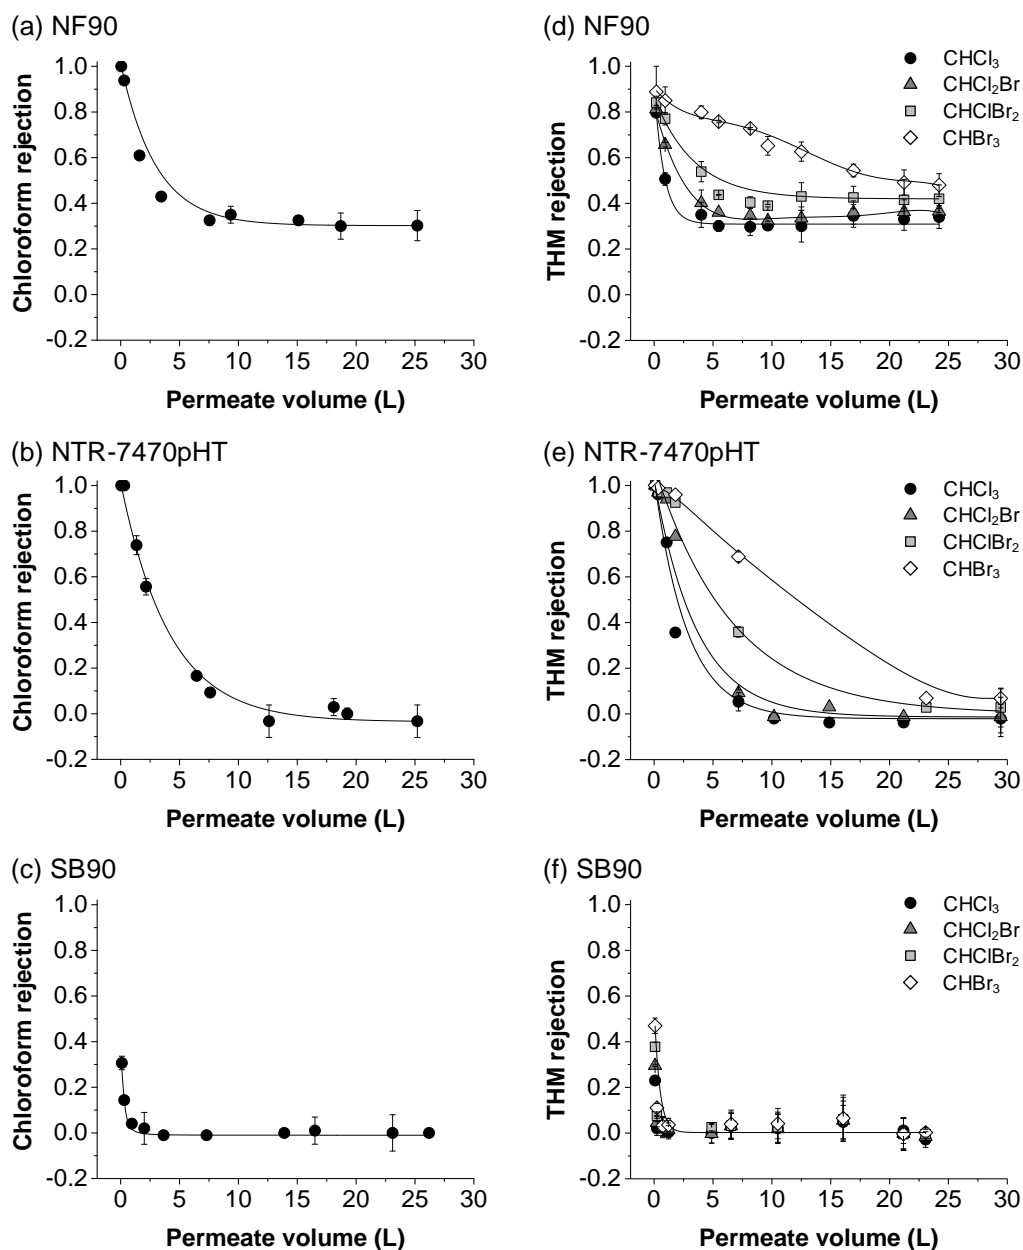 (a) NF90
1.0
0.8
0.6
0.4
0.2
0.0
-0.2
Chloroform rejection
0 5 10 15 20 25 30
Permeate volume (L)
(d) NF90
CHCl₃
CHCl₂Br
CHClBr₂
CHBr₃
1.0
0.8
0.6
0.4
0.2
0.0
-0.2
THM rejection
0 5 10 15 20 25 30
Permeate volume (L)
(b) NTR-7470pHT
1.0
0.8
0.6
0.4
0.2
0.0
-0.2
Chloroform rejection
0 5 10 15 20 25 30
Permeate volume (L)
(e) NTR-7470pHT
CHCl₃
CHCl₂Br
CHClBr₂
CHBr₃
1.0
0.8
0.6
0.4
0.2
0.0
-0.2
THM rejection
0 5 10 15 20 25 30
Permeate volume (L)
(c) SB90
1.0
0.8
0.6
0.4
0.2
0.0
-0.2
Chloroform rejection
0 5 10 15 20 25 30
Permeate volume (L)
(f) SB90
CHCl₃
CHCl₂Br
CHClBr₂
CHBr₃
1.0
0.8
0.6
0.4
0.2
0.0
-0.2
THM rejection
0 5 10 15 20 25 30
Permeate volume (L)